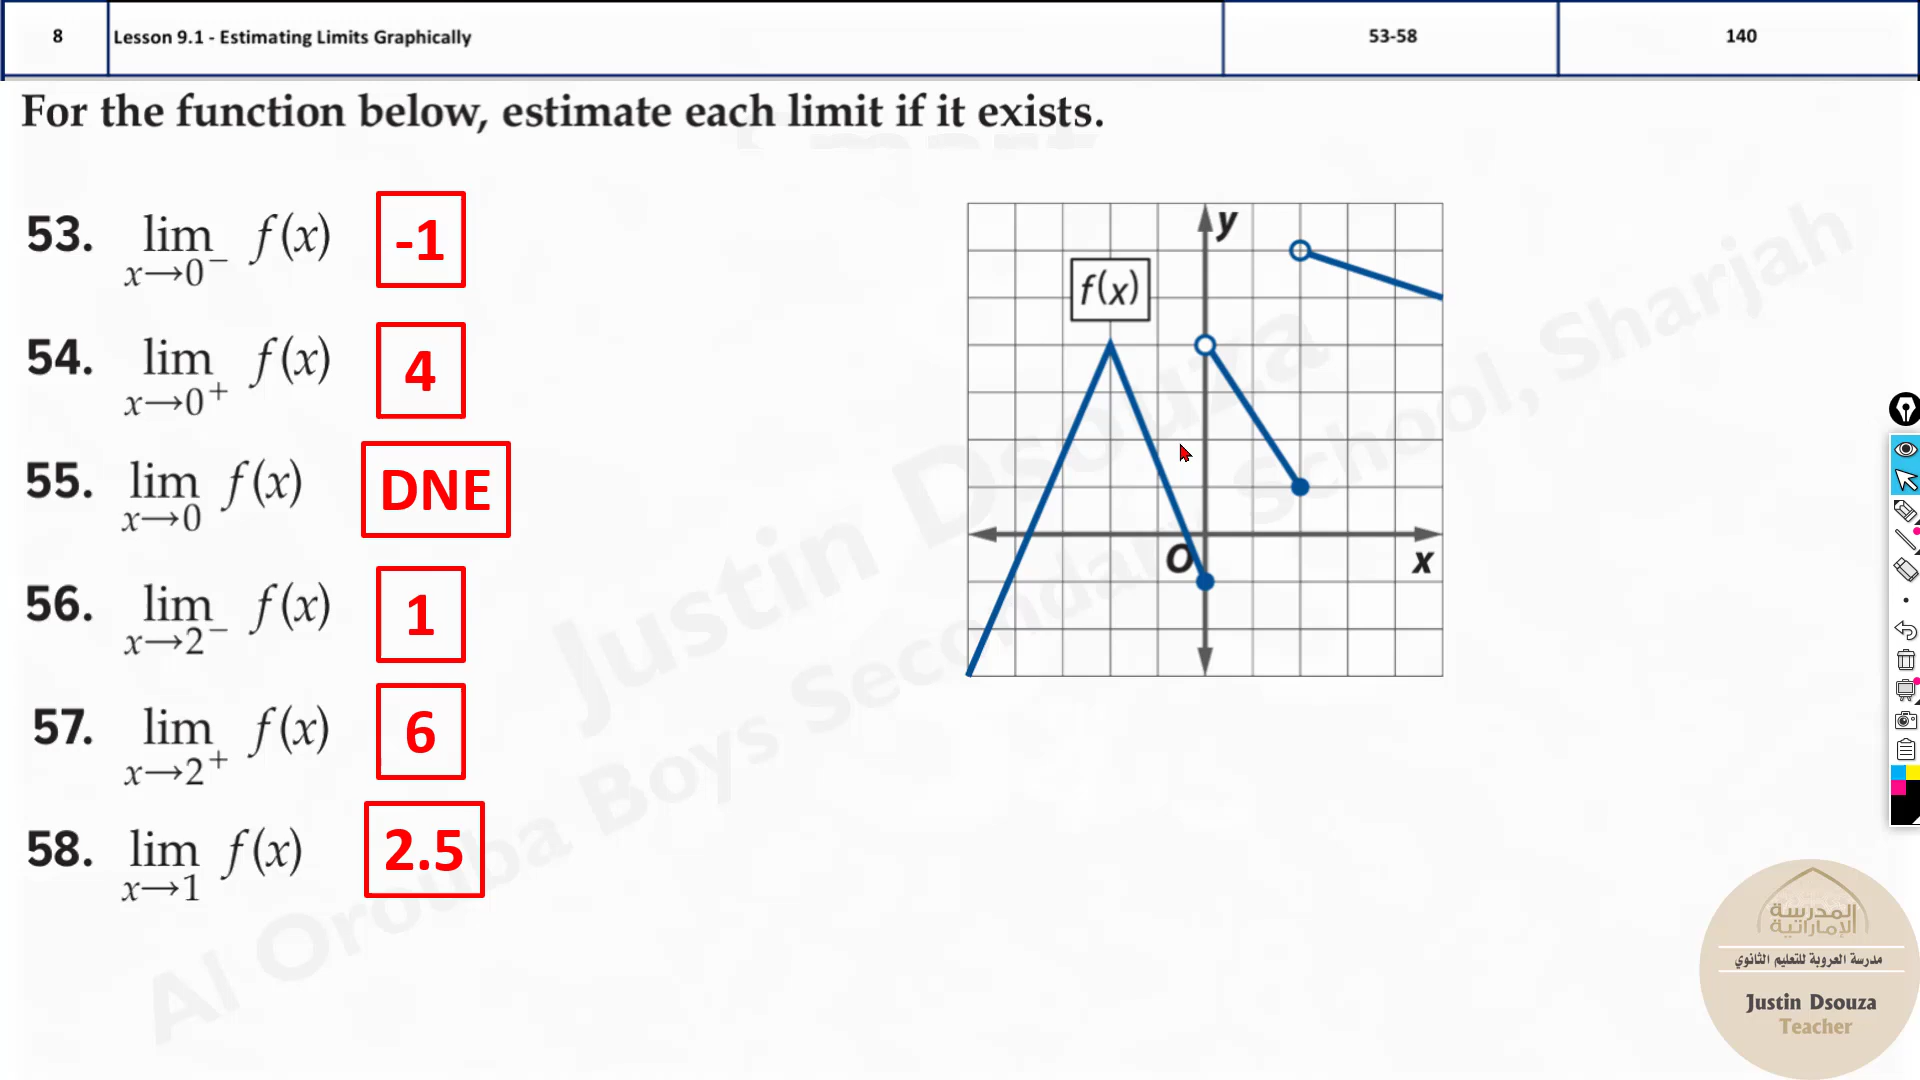 8 Lesson 9.1 - Estimating Limits Graphically 53-58 140
For the function below, estimate each limit if it exists.
53. lim x→0⁻ f(x) -1
54. lim x→0⁺ f(x) 4
55. lim x→0 f(x) DNE
56. lim x→2⁻ f(x) 1
57. lim x→2⁺ f(x) 6
58. lim x→1 f(x) 2.5
y
f(x)
O
x
Justin Dsouza
Al Orouba Boys Secondary School, Sharjah
المدرسة
الإماراتية
مدرسة العروبة للتعليم الثانوي
Justin Dsouza
Teacher